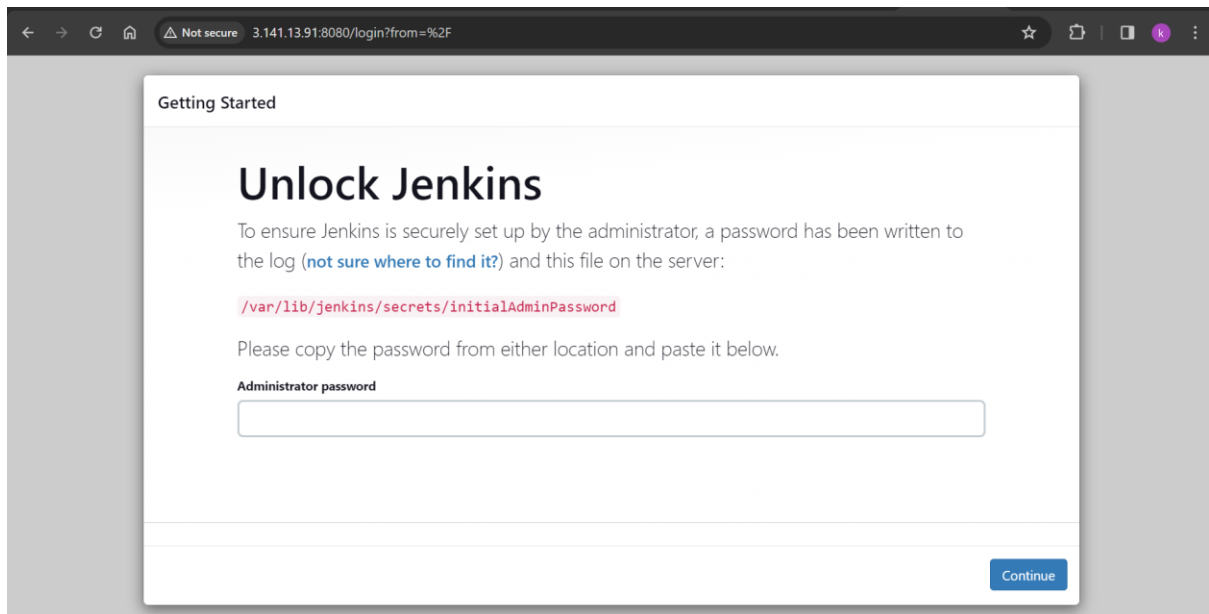 Not secure 3.141.13.91:8080/login?from=%2F
k
Getting Started
Unlock Jenkins
To ensure Jenkins is securely set up by the administrator, a password has been written to
the log (not sure where to find it?) and this file on the server:
/var/lib/jenkins/secrets/initialAdminPassword
Please copy the password from either location and paste it below.
Administrator password
Continue